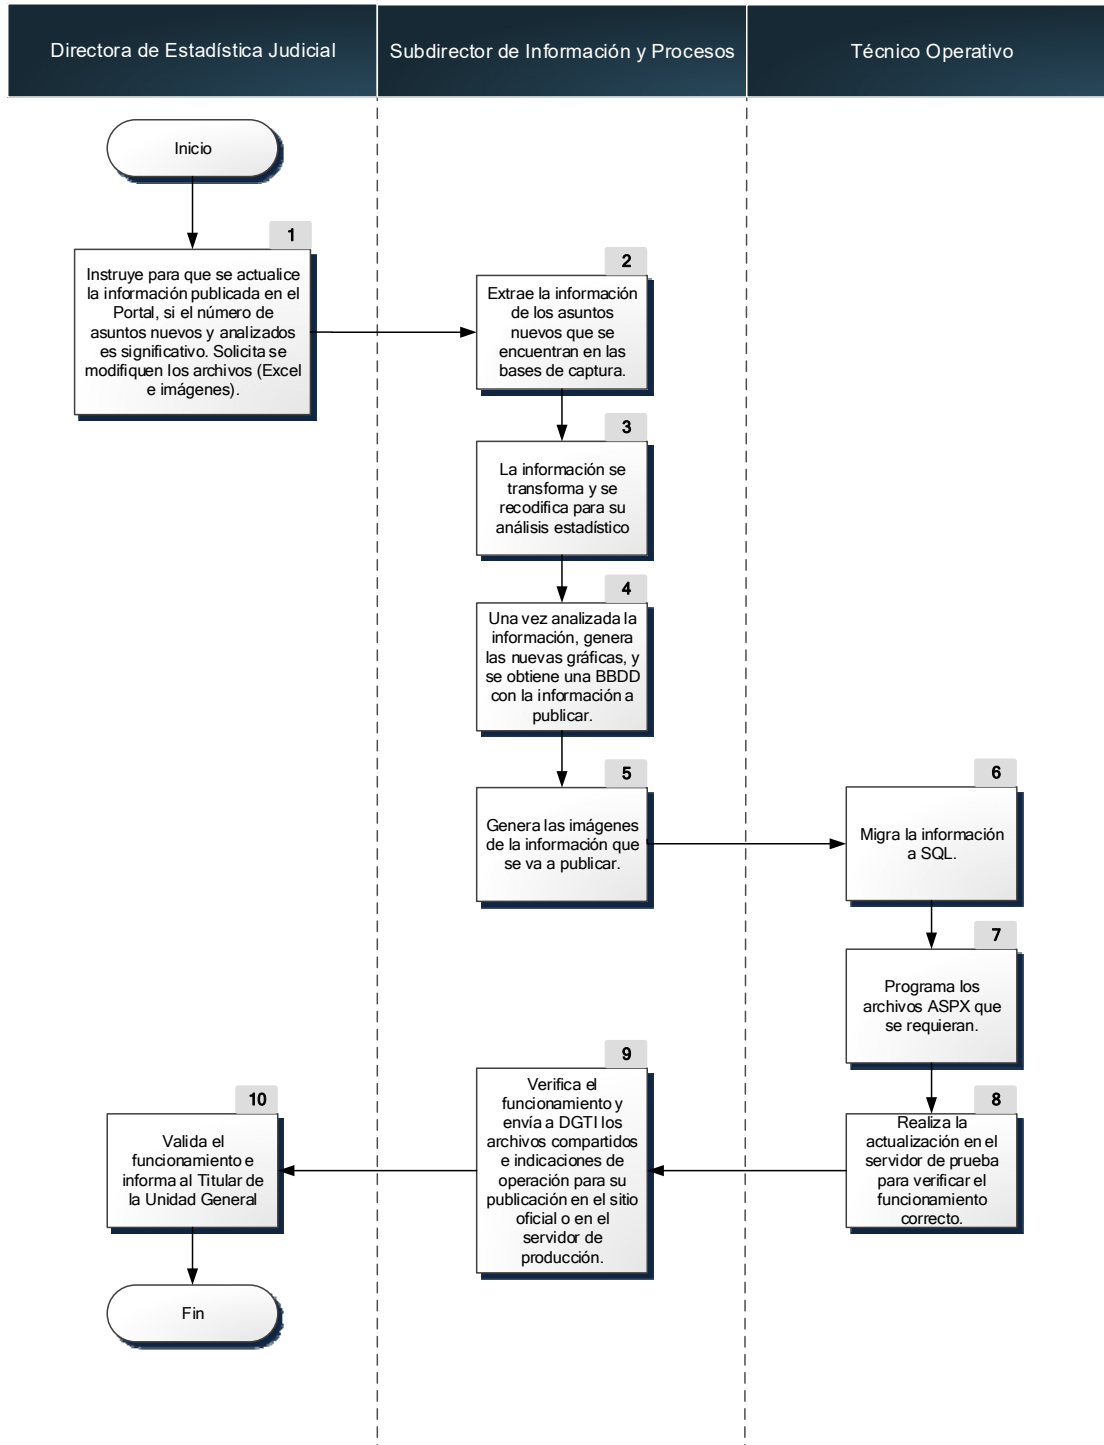 Directora de Estadística Judicial
Subdirector de Información y Procesos
Técnico Operativo
Inicio
1
Instruye para que se actualice
la información publicada en el
Portal, si el número de
asuntos nuevos y analizados
es significativo. Solicita se
modifiquen los archivos (Excel
e imágenes).
2
Extrae la información
de los asuntos
nuevos que se
encuentran en las
bases de captura.
3
La información se
transforma y se
recodifica para su
análisis estadístico
4
Una vez analizada la
información, genera
las nuevas gráficas, y
se obtiene una BBDD
con la información a
publicar.
5
Genera las imágenes
de la información que
se va a publicar.
6
Migra la información
a SQL.
7
Programa los
archivos ASPX que
se requieran.
8
Realiza la
actualización en el
servidor de prueba
para verificar el
funcionamiento
correcto.
9
Verifica el
funcionamiento y
envía a DGTI los
archivos compartidos
e indicaciones de
operación para su
publicación en el sitio
oficial o en el
servidor de
producción.
10
Valida el
funcionamiento e
informa al Titular de
la Unidad General
Fin